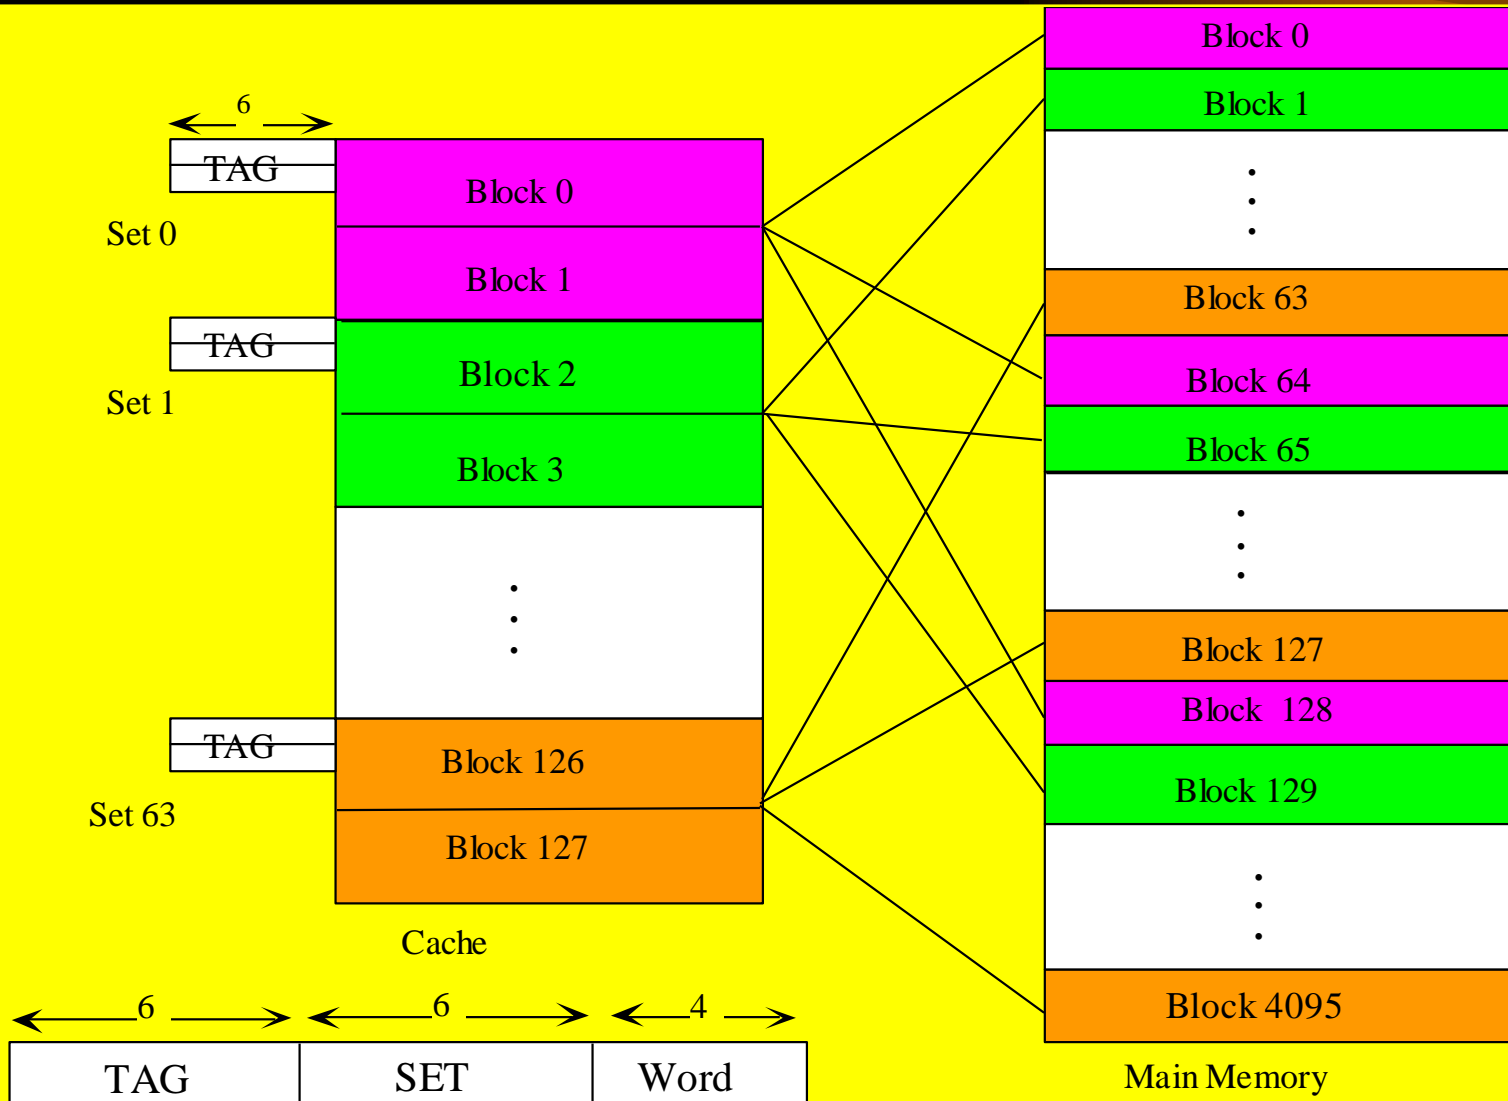 6
TAG
Block 0
Set 0
Block 1
TAG
Set 1
Block 2
Block 3
TAG
Set 63
Block 126
Block 127
Cache
6
6
4
TAG
SET
Word
Block 0
Block 1
Block 63
Block 64
Block 65
Block 127
Block 128
Block 129
Block 4095
Main Memory